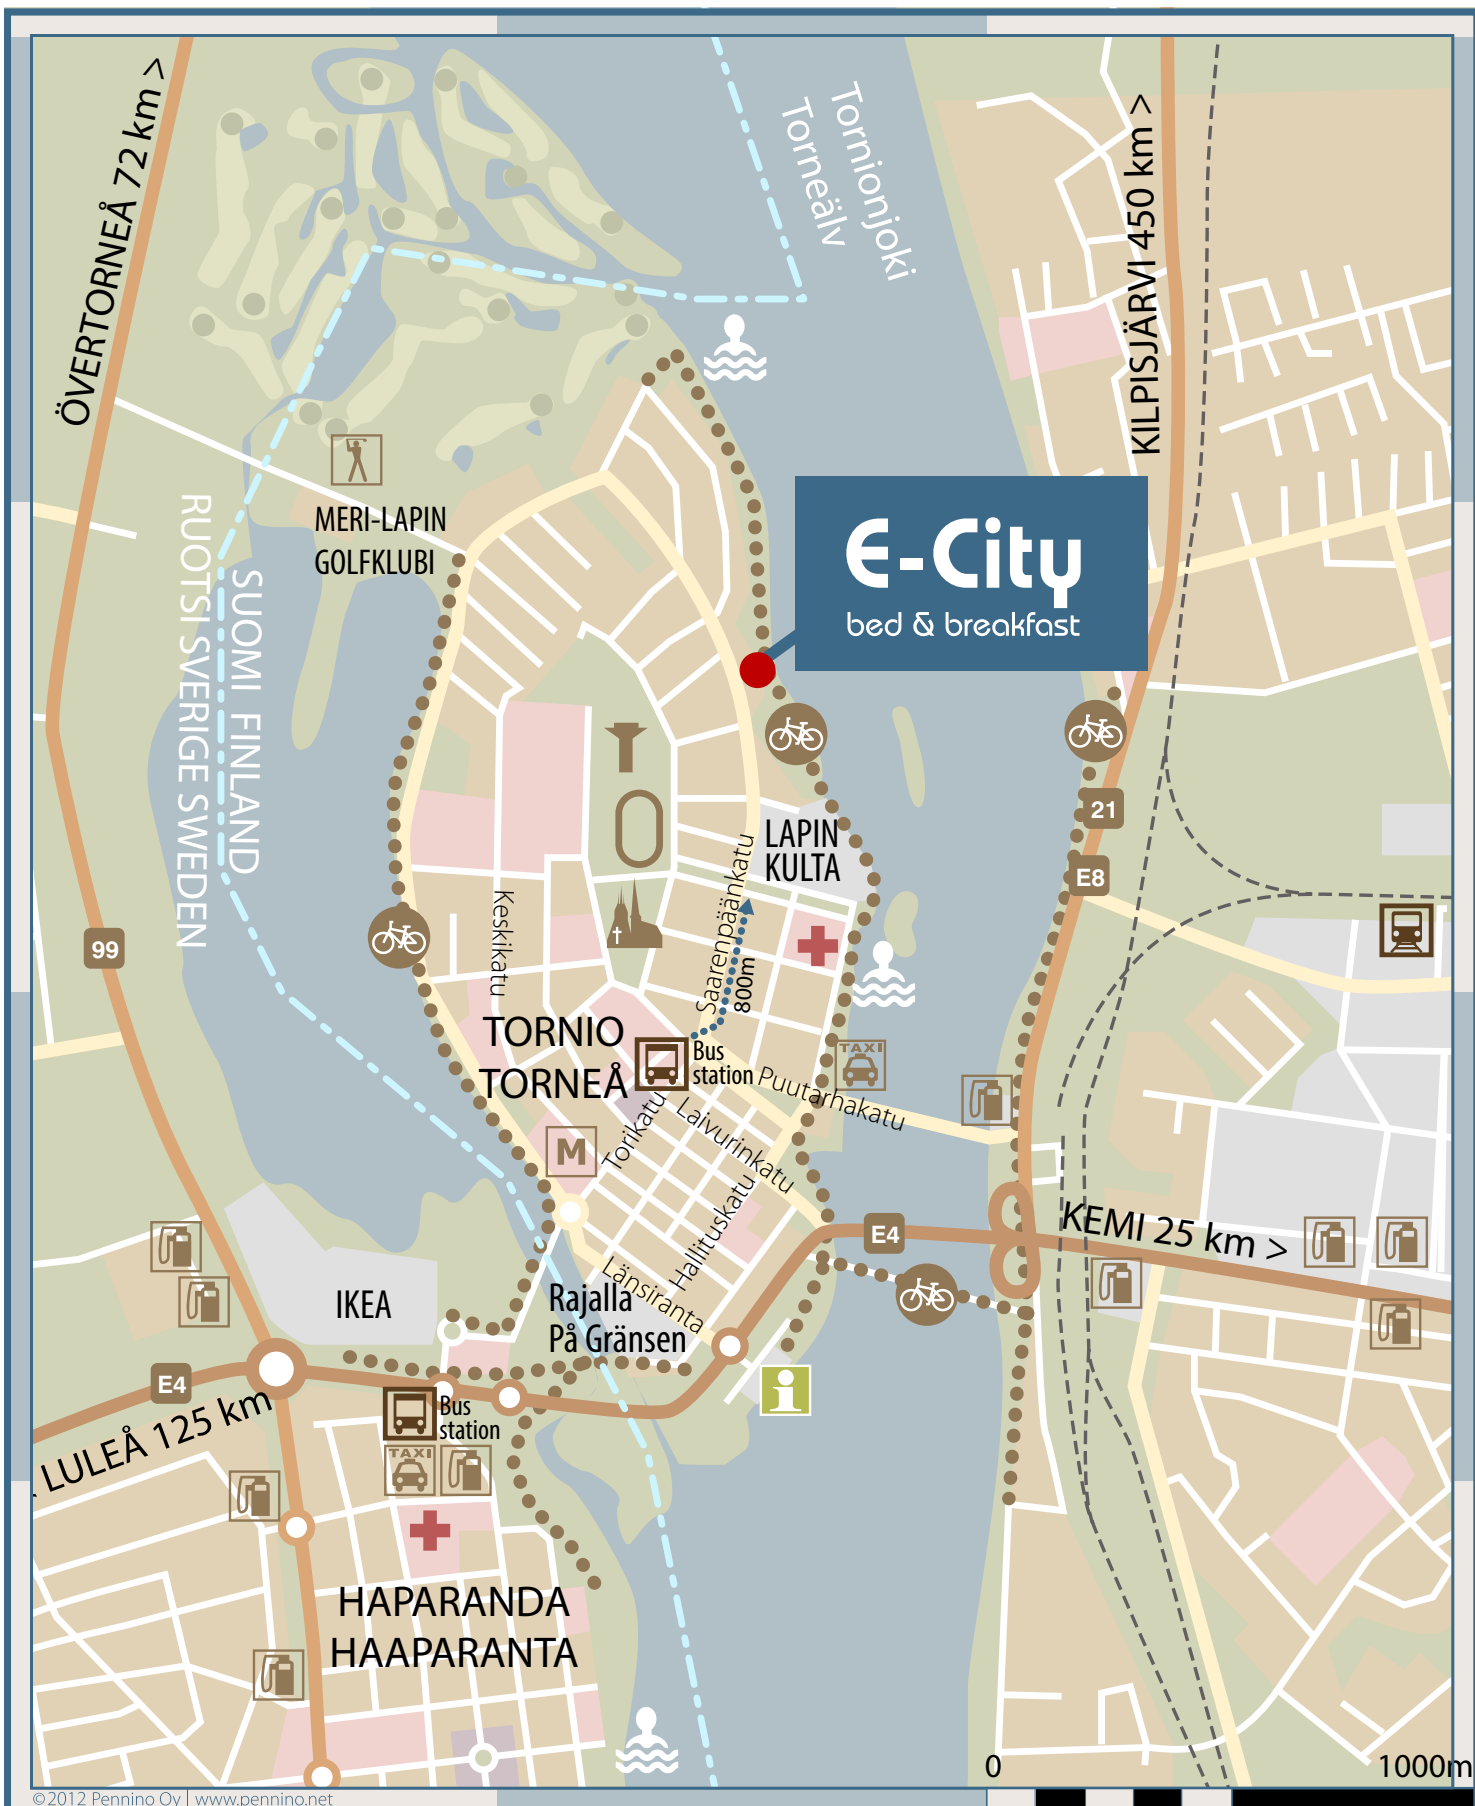 ÖVERTORNEÅ 72 km >
Tornionjoki
Torneälv
KILPISJÄRVI 450 km >
MERI-LAPIN
GOLFKLUBI
E-City
bed & breakfast
RUOTSI SVERIGE SWEDEN
SUOMI FINLAND
21
E8
99
LAPIN
KULTA
Keskikatu
Saarenpäänkatu
800m
TORNIO
TORNEÅ
Bus
station
TAXI
Puutarhakatu
Torikatu
Laivurinkatu
M
Hallituskatu
Länsiranta
E4
KEMI 25 km >
IKEA
Rajalla
På Gränsen
E4
LULEÅ 125 km
i
Bus
station
TAXI
HAPARANDA
HAAPARANTA
0
1000m
©2012 Pennino Oy | www.pennino.net